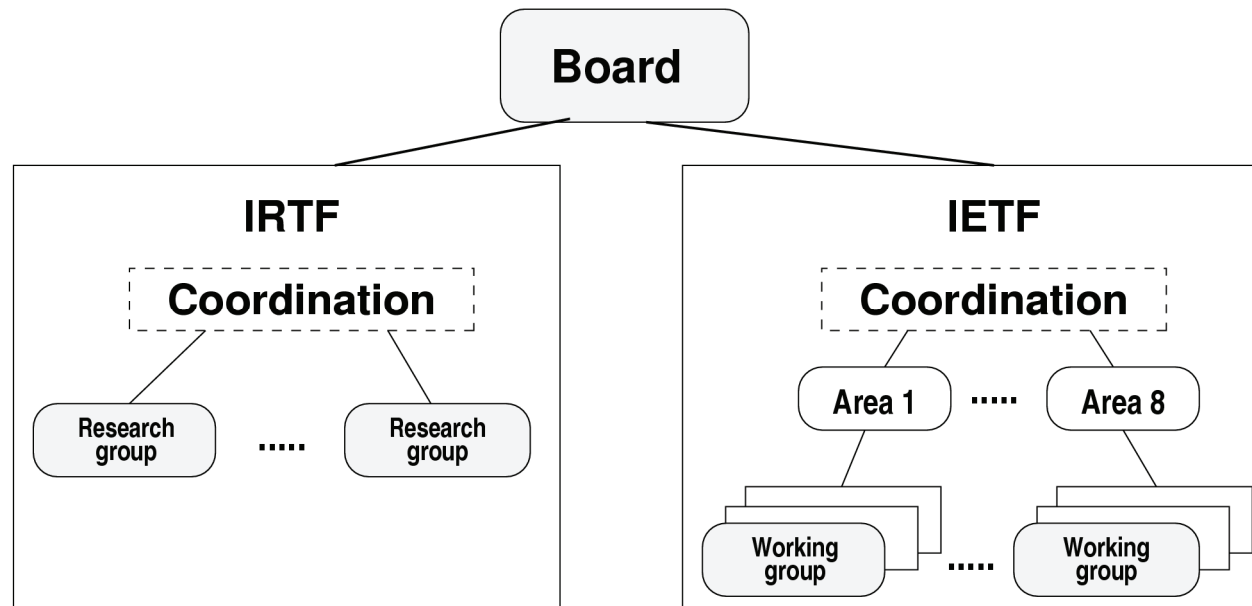 Board
IRTF
IETF
Coordination
Coordination
Area 1
.....
Area 8
Research
group
.....
Research
group
Working
group
.....
Working
group